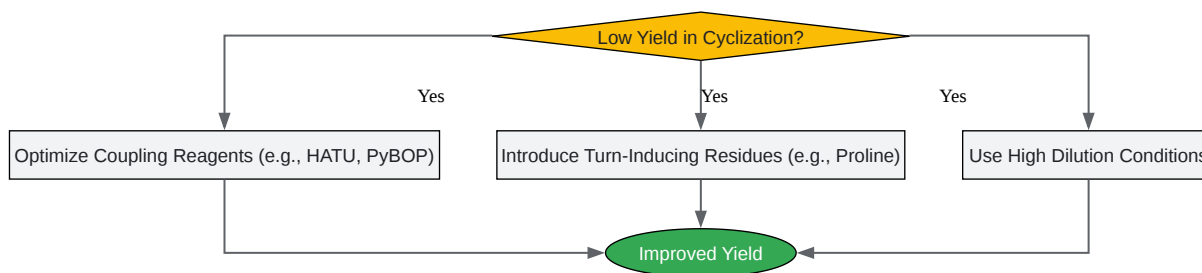 Low Yield in Cyclization?
Yes
Yes
Yes
Optimize Coupling Reagents (e.g., HATU, PyBOP)
Introduce Turn-Inducing Residues (e.g., Proline)
Use High Dilution Conditions
Improved Yield